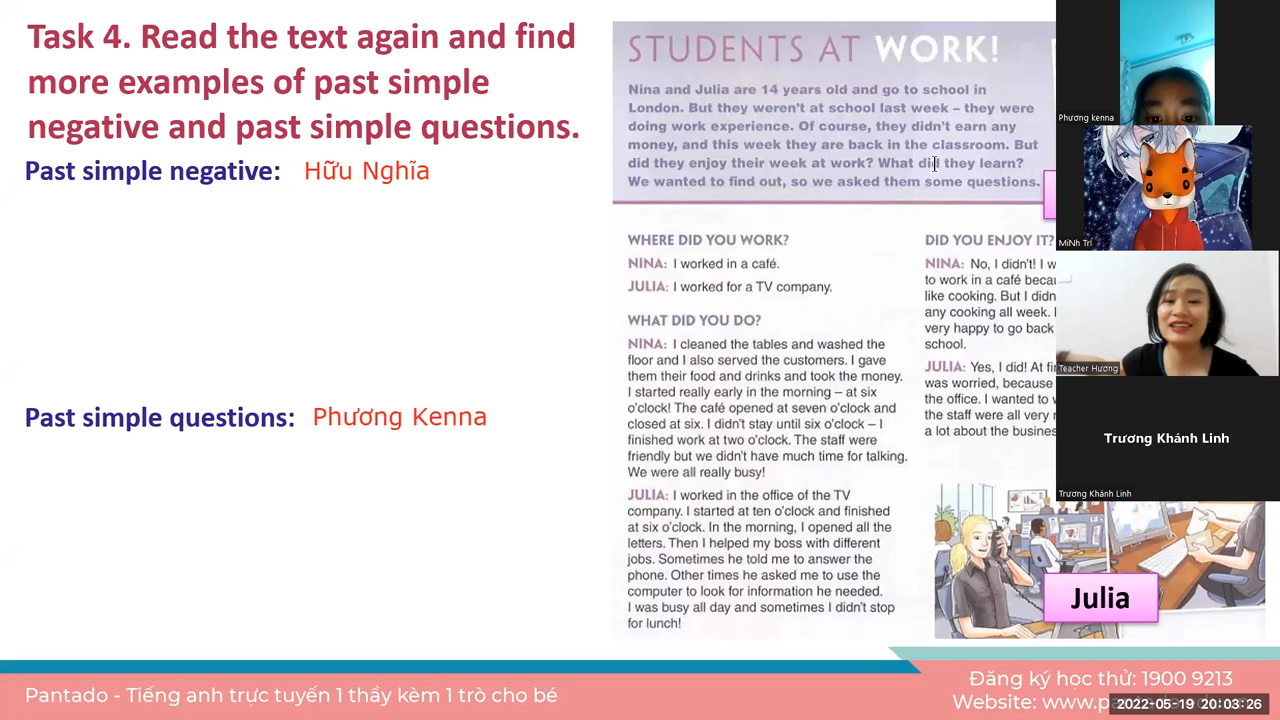 Task 4. Read the text again and find
more examples of past simple
negative and past simple questions.
Past simple negative: Hữu Nghĩa
Past simple questions: Phương Kenna
STUDENTS AT WORK!
Nina and Julia are 14 years old and go to school in
London. But they weren't at school last week – they were
doing work experience. Of course, they didn't earn any
money, and this week they are back in the classroom. But
did they enjoy their week at work? What did they learn?
We wanted to find out, so we asked them some questions.
WHERE DID YOU WORK?
NINA: I worked in a café.
JULIA: I worked for a TV company.
WHAT DID YOU DO?
NINA: I cleaned the tables and washed the
floor and I also served the customers. I gave
them their food and drinks and took the money.
I started really early in the morning – at six
o'clock! The café opened at seven o'clock and
closed at six. I didn't stay until six o'clock – I
finished work at two o'clock. The staff were
friendly but we didn't have much time for talking.
We were all really busy!
JULIA: I worked in the office of the TV
company. I started at ten o'clock and finished
at six o'clock. In the morning, I opened all the
letters. Then I helped my boss with different
jobs. Sometimes he told me to answer the
phone. Other times he asked me to use the
computer to look for information he needed.
I was busy all day and sometimes I didn't stop
for lunch!
DID YOU ENJOY IT?
NINA: No, I didn't! I w
to work in a café beca
like cooking. But I didn
any cooking all week. I
very happy to go back
school.
JULIA: Yes, I did! At fi
was worried, because
the office. I wanted to
the staff were all very
a lot about the busine
Julia
Phương kenna
MiNh Trí
Teacher Hương
Trương Khánh Linh
Trương Khánh Linh
Pantado - Tiếng anh trực tuyến 1 thầy kèm 1 trò cho bé
Đăng ký học thử: 1900 9213
Website: www.p
2022-05-19 20:03:26